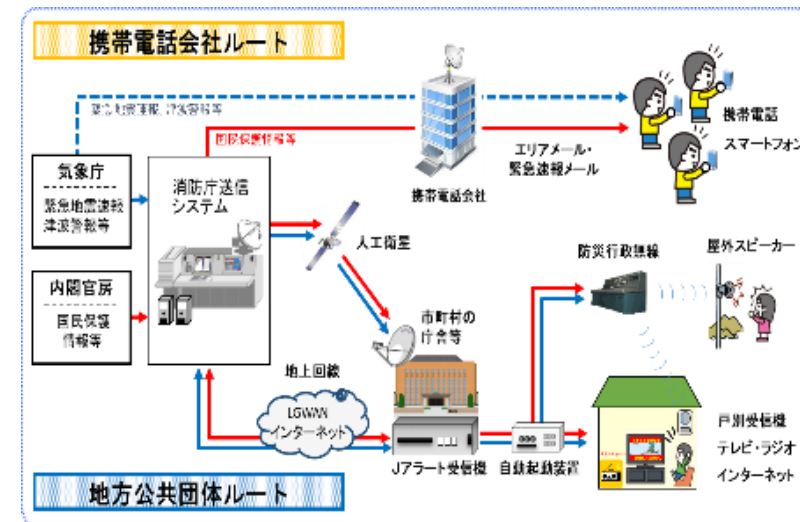 携帯電話会社ルート
緊急地震速報、津波警報等
国民保護情報等
エリアメール・
緊急速報メール
携帯電話
スマートフォン
携帯電話会社
気象庁
緊急地震速報
津波警報等
消防庁送信
システム
人工衛星
防災行政無線
屋外スピーカー
内閣官房
国民保護
情報等
市町村の
庁舎等
地上回線
LGWAN
インターネット
Jアラート受信機
自動起動装置
戸別受信機
テレビ・ラジオ
インターネット
地方公共団体ルート